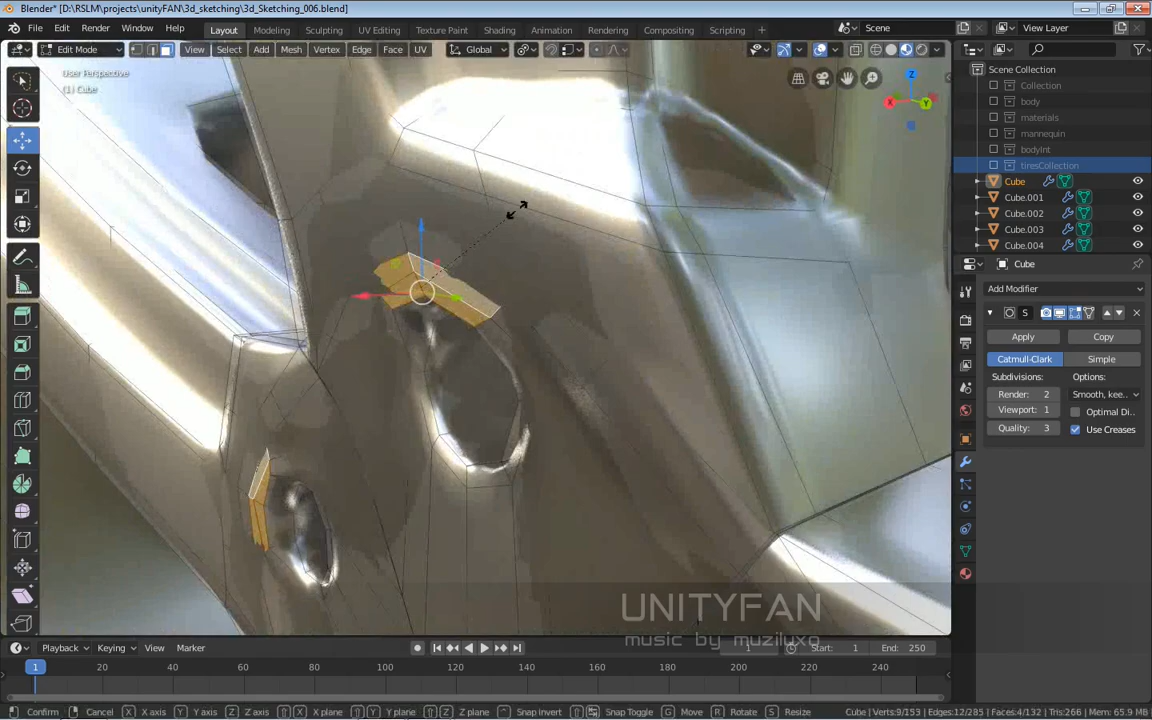 Blender* [D:\RSLM\projects\unityFAN\3d_sketching\3d_Sketching_006.blend]
File Edit Render Window Help Layout Modeling Sculpting UV Editing Texture Paint Shading Animation Rendering Compositing Scripting Scene View Layer
Edit Mode View Select Add Mesh Vertex Edge Face UV Global
User Perspective
(1) Cube
Z
X
Y
Scene Collection
Collection
body
materials
mannequin
bodyInt
tiresCollection
Cube
Cube.001
Cube.002
Cube.003
Cube.004
Cube
Add Modifier
S
Apply Copy
Catmull-Clark Simple
Subdivisions: Options:
Render: 2 Smooth, kee..
Viewport: 1 Optimal Di..
Quality: 3 Use Creases
UNITYFAN
music by muziluxo
Playback Keying View Marker 1 Start: 1 End: 250
1 20 40 60 80 100 120 140 160 180 200 220 240
Confirm Cancel X X axis Y Y axis Z Z axis X X plane Y Y plane Z Z plane Snap Invert Snap Toggle G Move R Rotate S Resize Cube | Verts:9/153 | Edges:12/285 | Faces:4/132 | Tris:266 | Mem: 65.9 MB